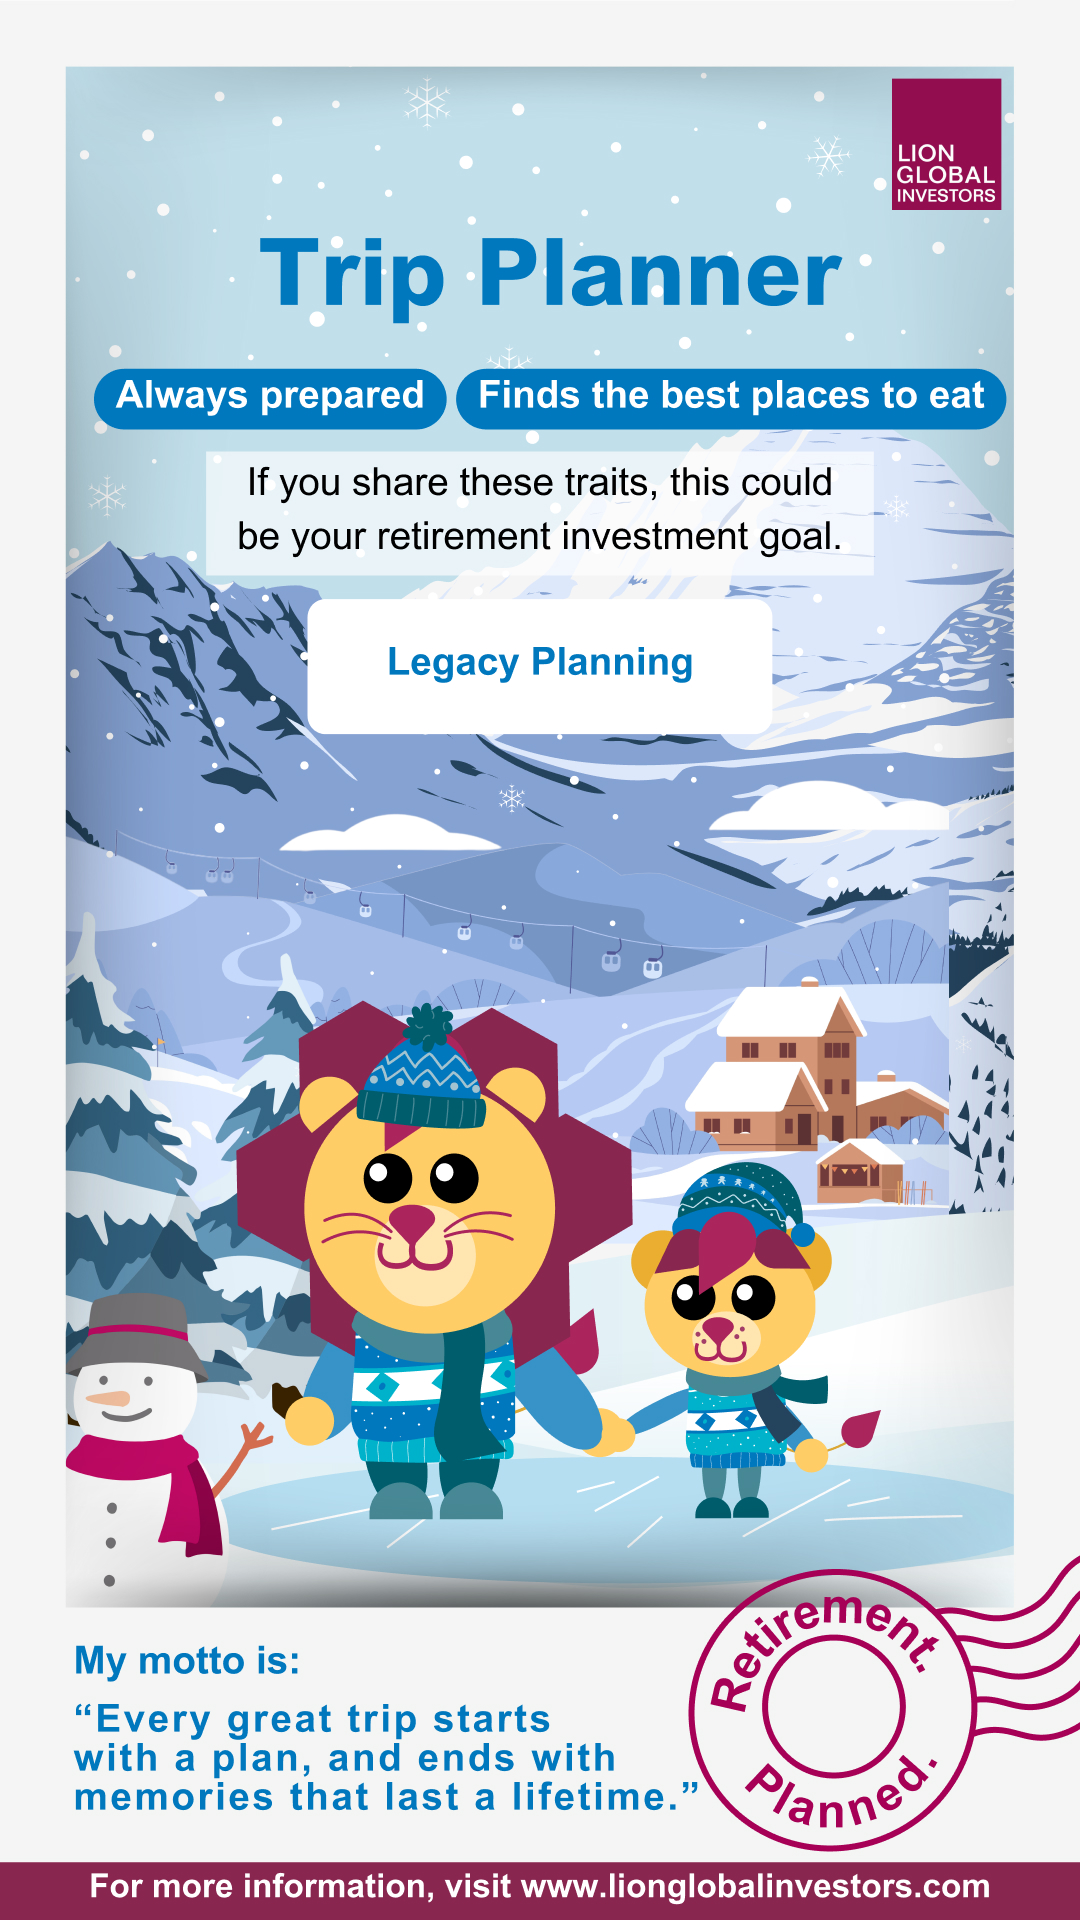 LION
GLOBAL
INVESTORS
Trip Planner
Always prepared
Finds the best places to eat
If you share these traits, this could
be your retirement investment goal.
Legacy Planning
My motto is:
“Every great trip starts
with a plan, and ends with
memories that last a lifetime.”
Retirement.
Planned.
For more information, visit www.lionglobalinvestors.com